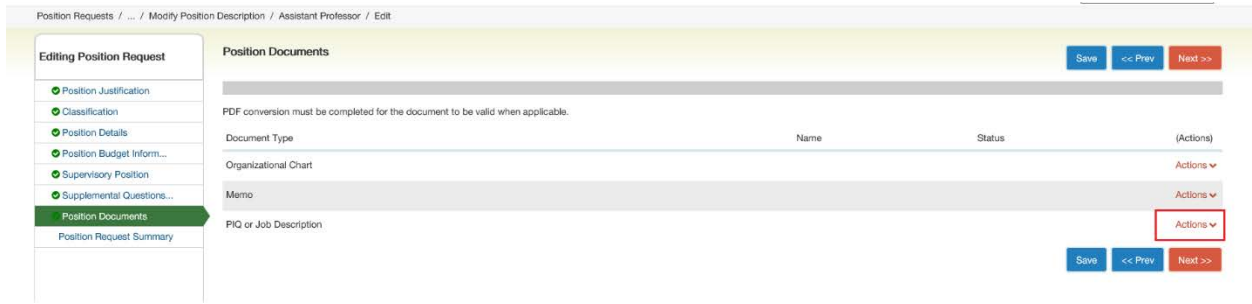 Position Requests / ... / Modify Position Description / Assistant Professor / Edit
Editing Position Request
Position Justification
Classification
Position Details
Position Budget Inform...
Supervisory Position
Supplemental Questions...
Position Documents
Position Request Summary
Position Documents
Save << Prev Next >>
PDF conversion must be completed for the document to be valid when applicable.
Document Type Name Status (Actions)
Organizational Chart Actions
Memo Actions
PIQ or Job Description Actions
Save << Prev Next >>